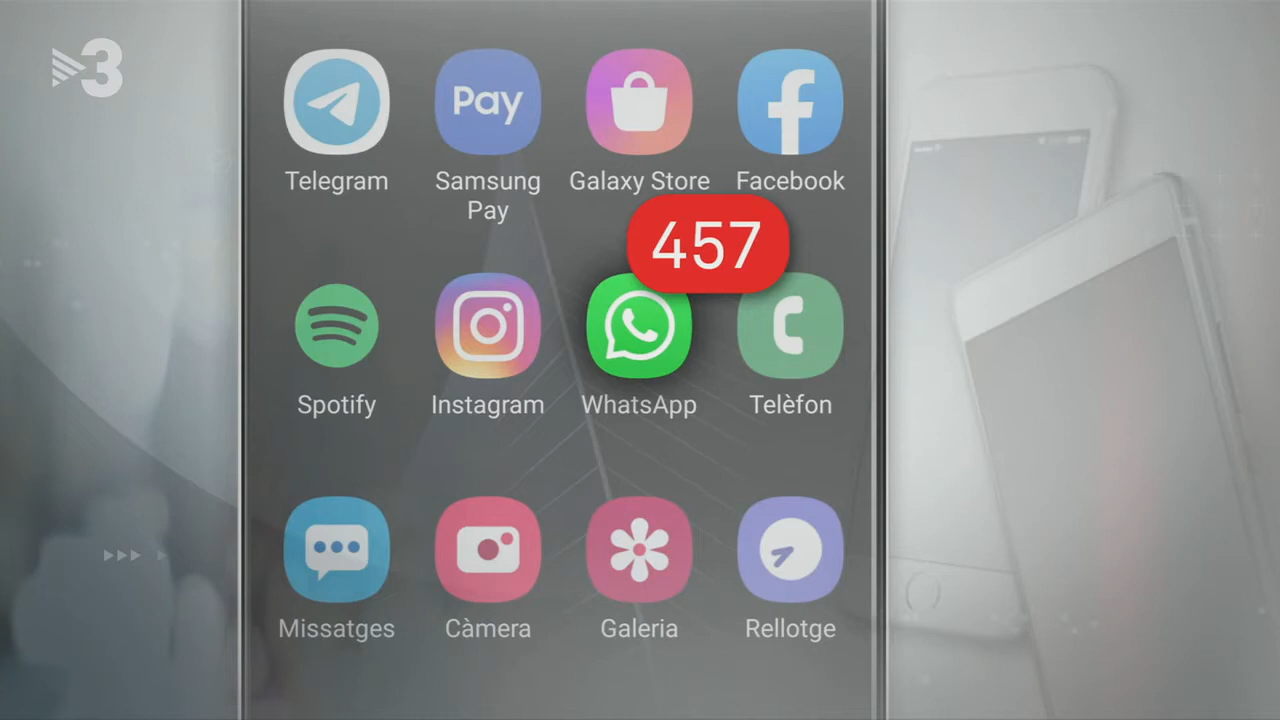 3
Telegram
Pay
Samsung
Pay
Galaxy Store
Facebook
457
Spotify
Instagram
WhatsApp
Telèfon
Missatges
Càmera
Galeria
Rellotge